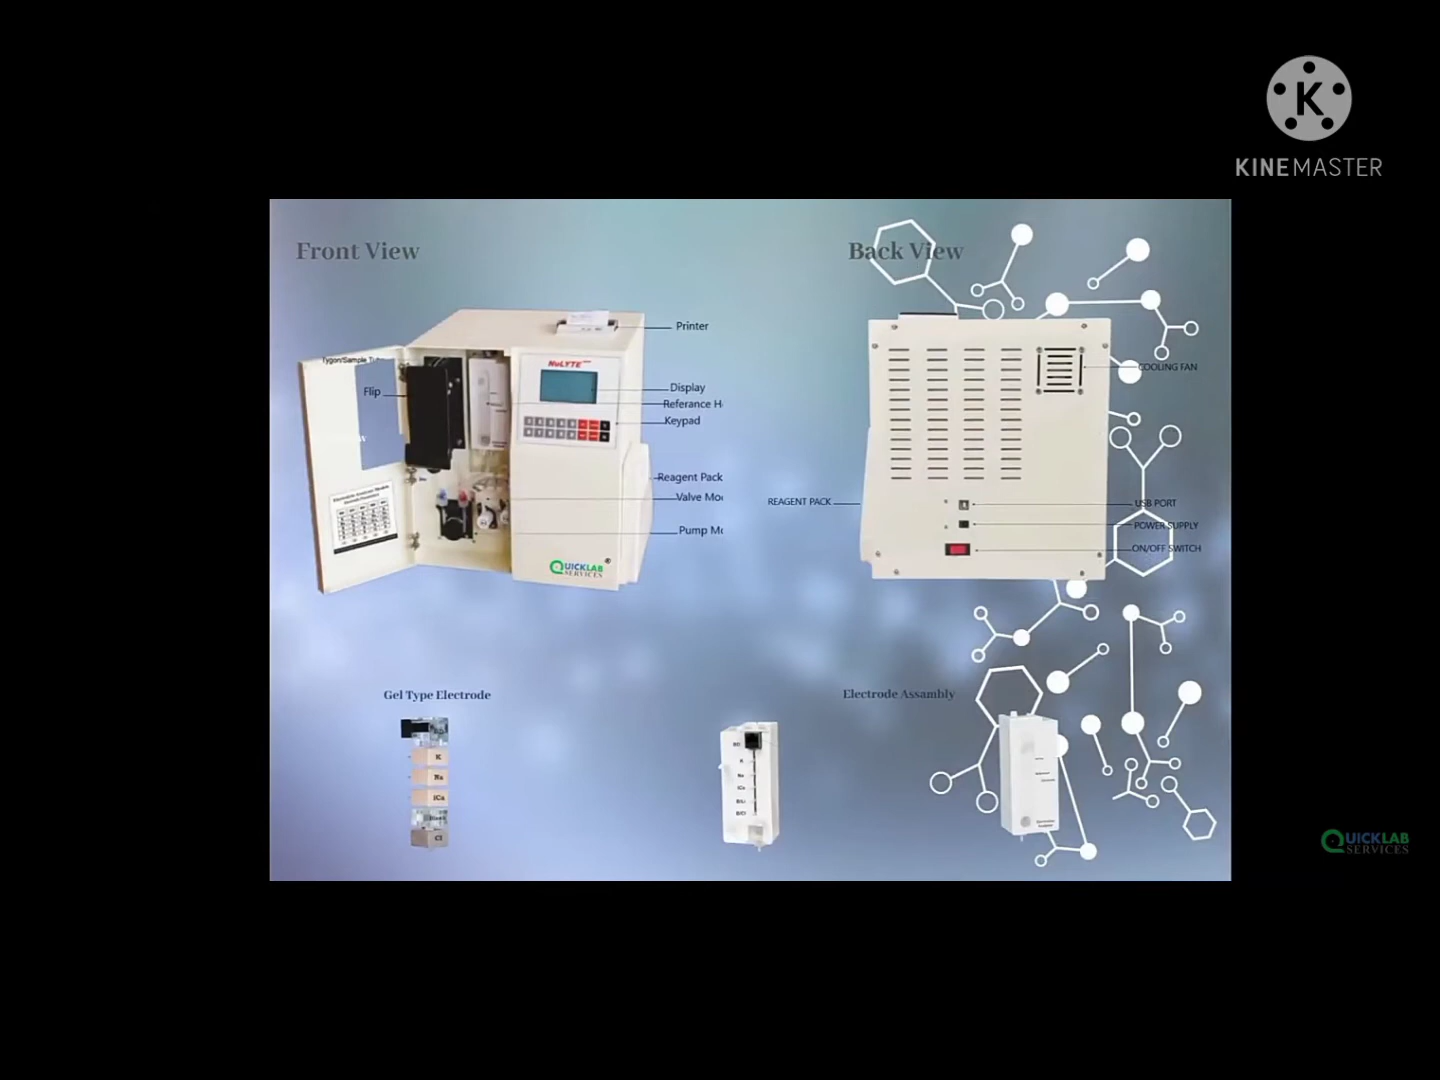 KINEMASTER
Front View
Back View
Printer
Tygon/Sample Tu
NuLYTE
Flip
Display
Referance H
Keypad
COOLING FAN
Reagent Pack
Valve Mo
REAGENT PACK
USB PORT
Pump M
POWER SUPPLY
ON/OFF SWITCH
QUICKLAB
SERVICES
Gel Type Electrode
Electrode Assambly
K
Na
iCa
Cl
K
Na
iCa
QUICKLAB
SERVICES